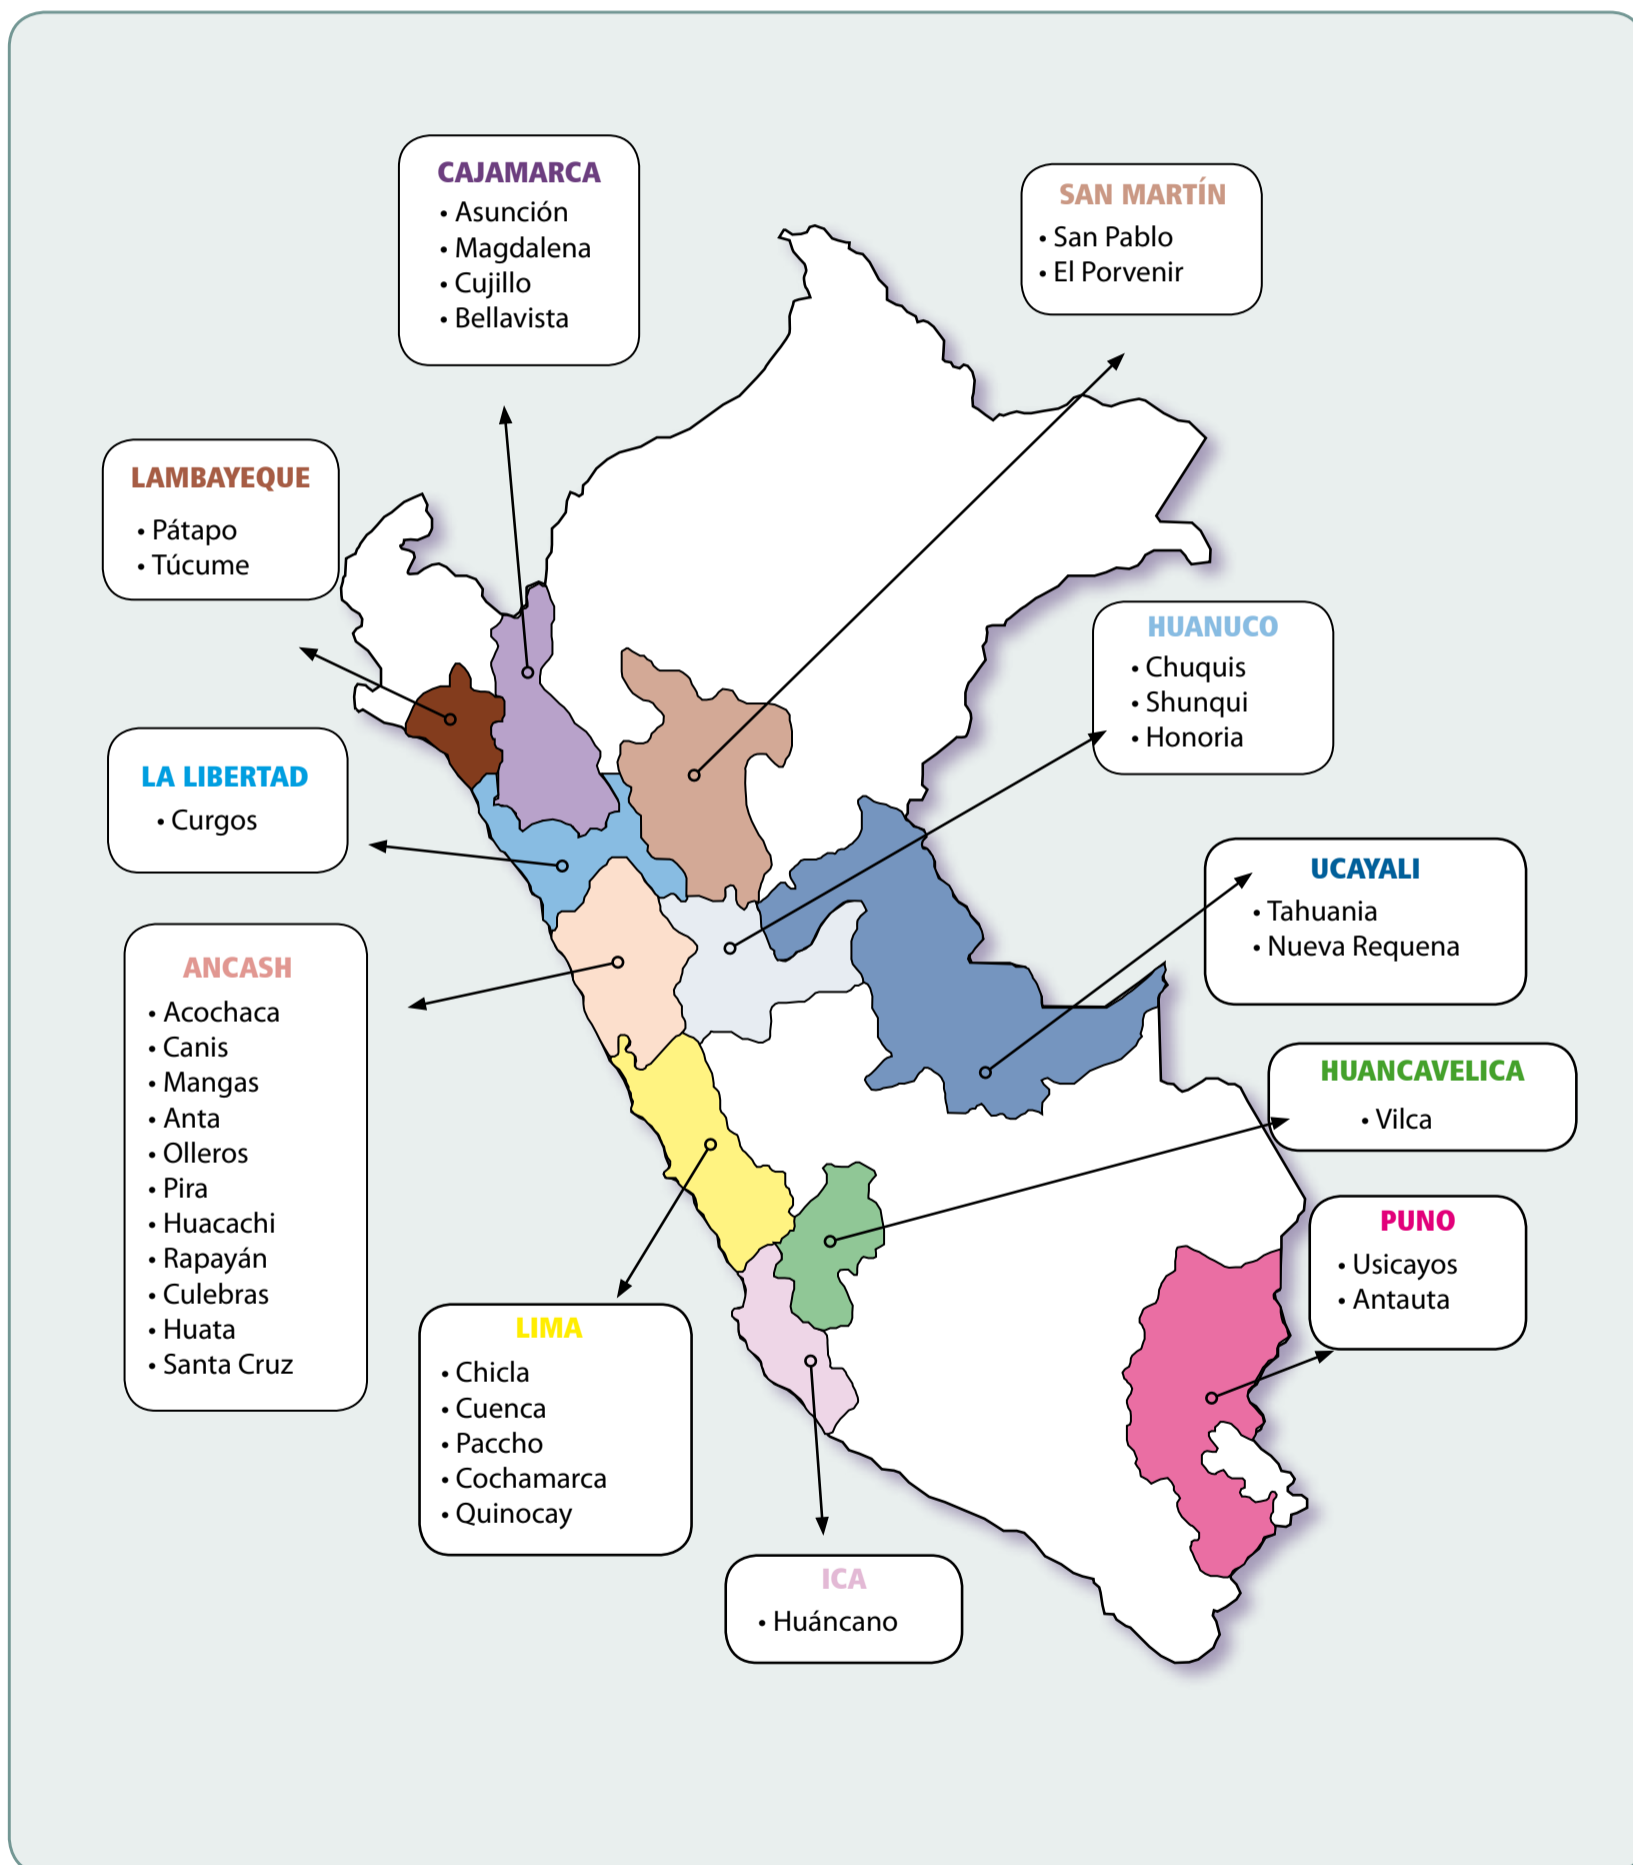 CAJAMARCA
• Asunción
• Magdalena
• Cujillo
• Bellavista
SAN MARTÍN
• San Pablo
• El Porvenir
LAMBAYEQUE
• Pátapo
• Túcume
HUANUCO
• Chuquis
• Shunqui
• Honoria
LA LIBERTAD
• Curgos
UCAYALI
• Tahuania
• Nueva Requena
ANCASH
• Acochaca
• Canis
• Mangas
• Anta
• Olleros
• Pira
• Huacachi
• Rapayán
• Culebras
• Huata
• Santa Cruz
HUANCAVELICA
• Vilca
PUNO
• Usicayos
• Antauta
LIMA
• Chicla
• Cuenca
• Paccho
• Cochamarca
• Quinocay
ICA
• Huáncano